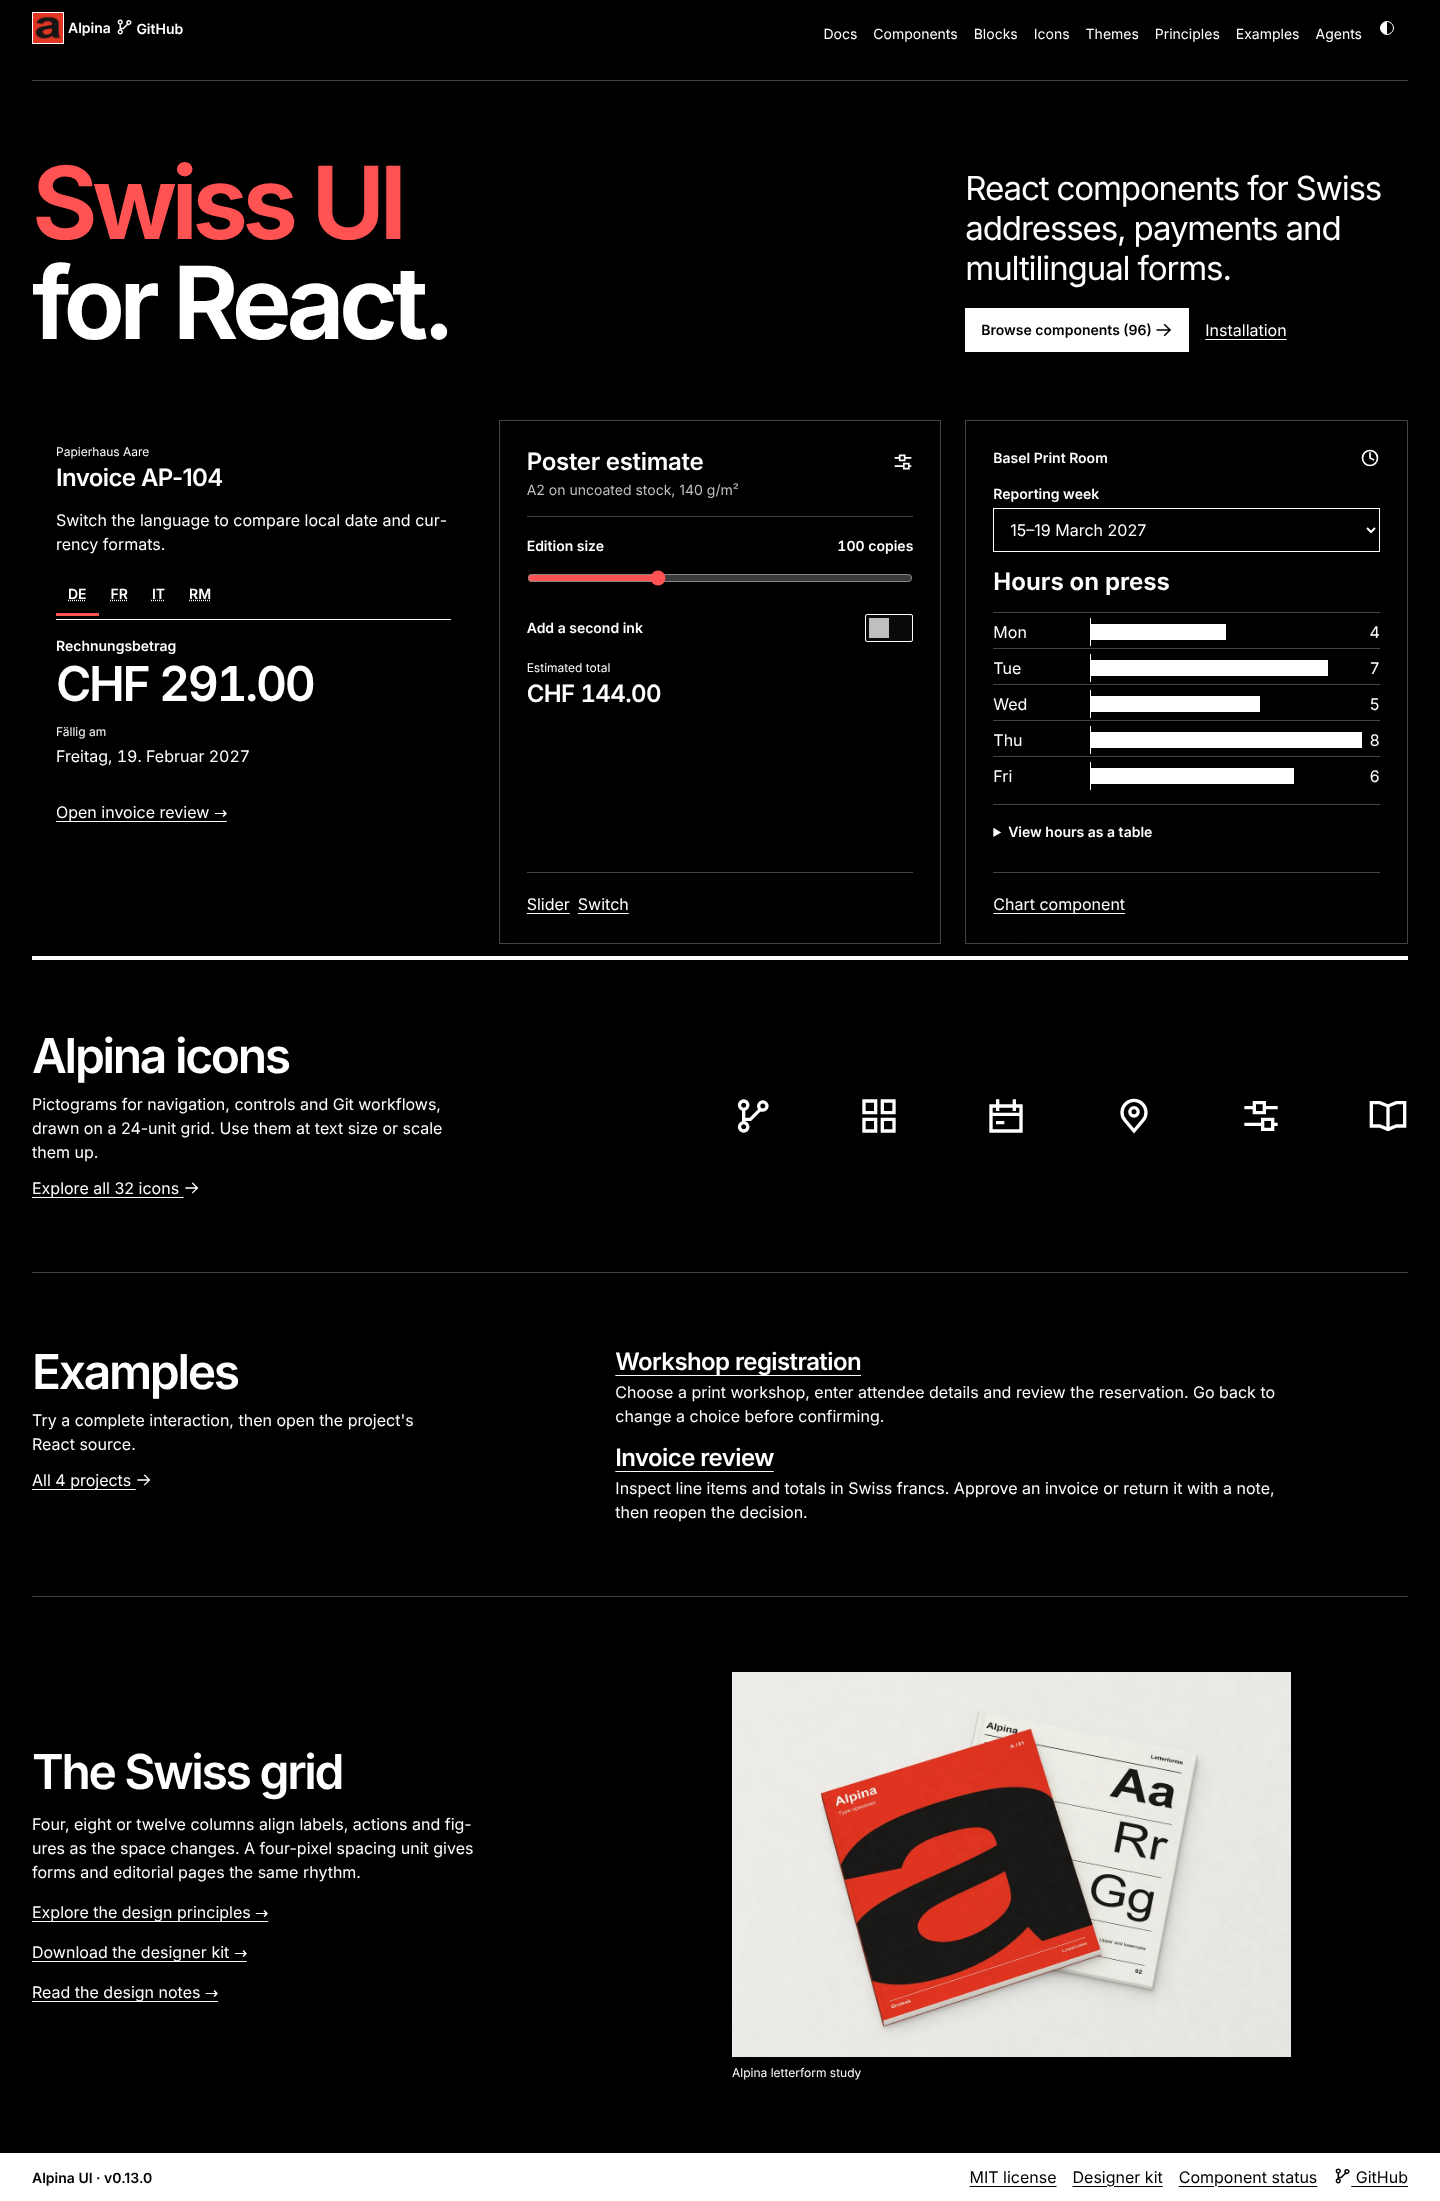 a Alpina GitHub
Docs Components Blocks Icons Themes Principles Examples Agents
Swiss UI
for React.
React components for Swiss
addresses, payments and
multilingual forms.
Browse components (96) →
Installation
Papierhaus Aare
Invoice AP-104
Switch the language to compare local date and cur-
rency formats.
DE FR IT RM
Rechnungsbetrag
CHF 291.00
Fällig am
Freitag, 19. Februar 2027
Open invoice review →
Poster estimate
A2 on uncoated stock, 140 g/m²
Edition size 100 copies
Add a second ink
Estimated total
CHF 144.00
Slider Switch
Basel Print Room
Reporting week
15–19 March 2027
Hours on press
Mon 4
Tue 7
Wed 5
Thu 8
Fri 6
View hours as a table
Chart component
Alpina icons
Pictograms for navigation, controls and Git workflows,
drawn on a 24-unit grid. Use them at text size or scale
them up.
Explore all 32 icons →
Examples
Try a complete interaction, then open the project's
React source.
All 4 projects →
Workshop registration
Choose a print workshop, enter attendee details and review the reservation. Go back to
change a choice before confirming.
Invoice review
Inspect line items and totals in Swiss francs. Approve an invoice or return it with a note,
then reopen the decision.
The Swiss grid
Four, eight or twelve columns align labels, actions and fig-
ures as the space changes. A four-pixel spacing unit gives
forms and editorial pages the same rhythm.
Explore the design principles →
Download the designer kit →
Read the design notes →
Alpina
Type specimen
a
Lowercase
Grotesk
Alpina
Letterforms
Aa
Rr
Gg
Upper and lowercase
02
Alpina letterform study
Alpina UI · v0.13.0
MIT license Designer kit Component status GitHub